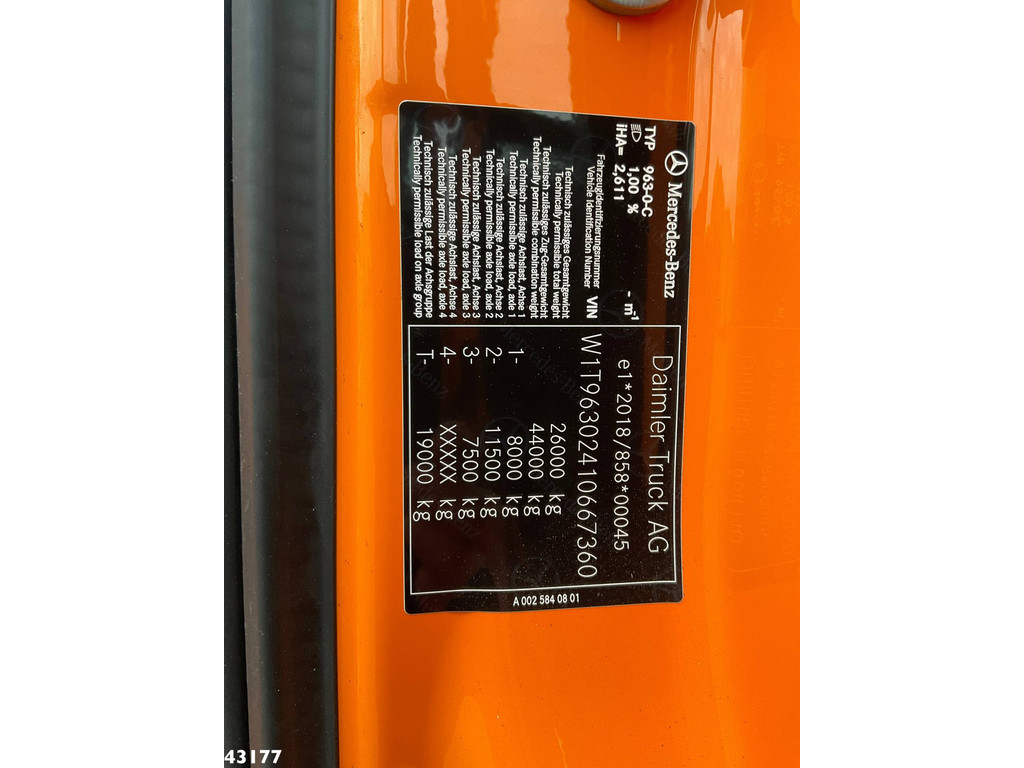 Mercedes-Benz
TYP 963-0-C
1,00 % - m⁻¹
iHA= 2,611
Daimler Truck AG
e1*2018/858*00045
Fahrzeugidentifizierungsnummer
Vehicle Identification Number VIN W1T96302410667360
Technisch zulässiges Gesamtgewicht
Technically permissible total weight 26000 kg
Technisch zulässiges Zug-Gesamtgewicht
Technically permissible combination weight 44000 kg
Technisch zulässige Achslast, Achse 1
Technically permissible axle load, axle 1 1- 8000 kg
Technisch zulässige Achslast, Achse 2
Technically permissible axle load, axle 2 2- 11500 kg
Technisch zulässige Achslast, Achse 3
Technically permissible axle load, axle 3 3- 7500 kg
Technisch zulässige Achslast, Achse 4
Technically permissible axle load, axle 4 4- XXXXX kg
Technisch zulässige Last der Achsgruppe
Technically permissible load on axle group T- 19000 kg
A 002 584 08 01
43177